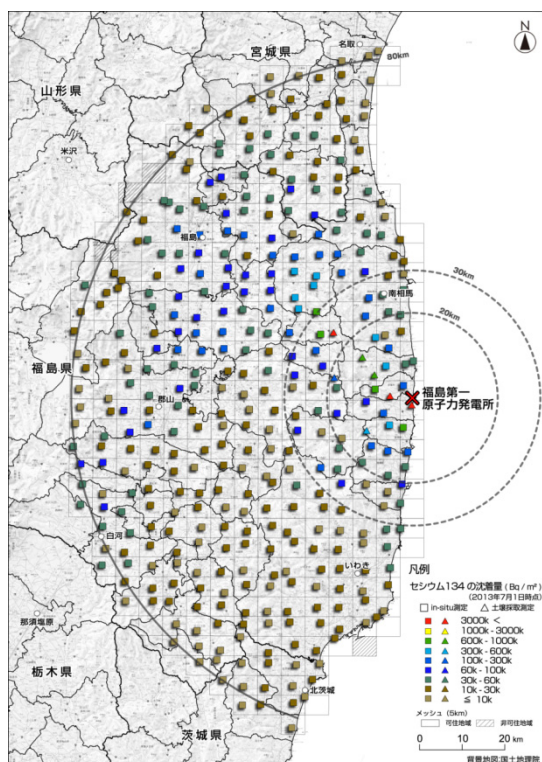 N
宮城県
名取
80km
山形県
米沢
福島
30km
南相馬
20km
福島県
郡山
福島第一
原子力発電所
白河
いわき
那須塩原
栃木県
北茨城
茨城県
凡例
セシウム134 の沈着量 ( Bq / m² )
(2013年7月1日時点)
in-situ測定 土壌採取測定
3000k <
1000k - 3000k
600k - 1000k
300k - 600k
100k - 300k
60k - 100k
30k - 60k
10k - 30k
≦ 10k
メッシュ (5km)
可住地域 非可住地域
0 10 20 km
背景地図:国土地理院